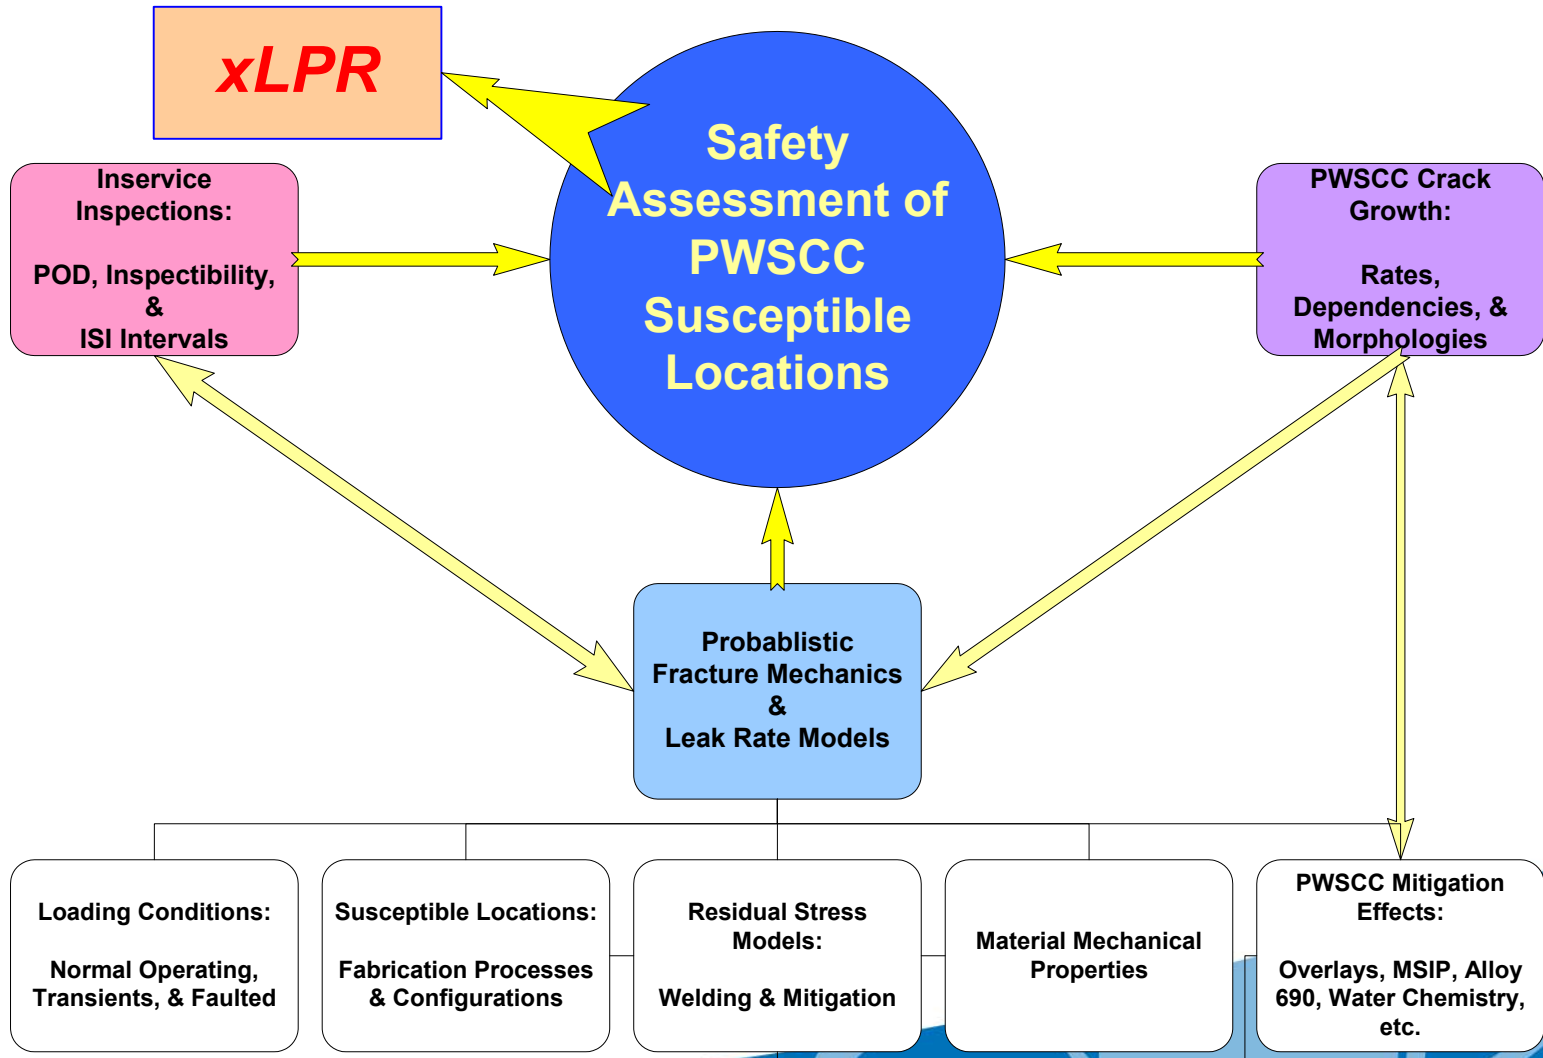 xLPR
Safety
Assessment of
PWSCC
Susceptible
Locations
Inservice
Inspections:
POD, Inspectibility,
&
ISI Intervals
PWSCC Crack
Growth:
Rates,
Dependencies, &
Morphologies
Probablistic
Fracture Mechanics
&
Leak Rate Models
Loading Conditions:
Normal Operating,
Transients, & Faulted
Susceptible Locations:
Fabrication Processes
& Configurations
Residual Stress
Models:
Welding & Mitigation
Material Mechanical
Properties
PWSCC Mitigation
Effects:
Overlays, MSIP, Alloy
690, Water Chemistry,
etc.